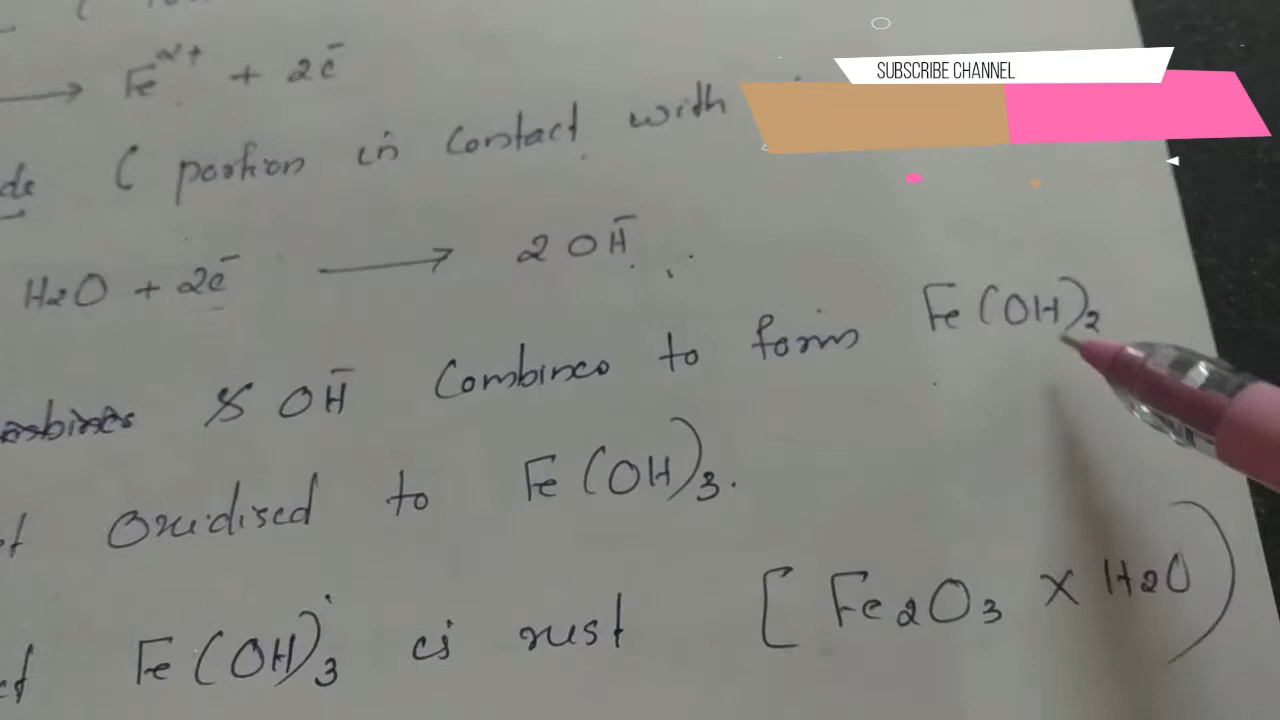 ⟶ Fe²⁺ + 2e⁻
SUBSCRIBE CHANNEL
de ( portion in contact with
H2O + 2e⁻ ⟶ 2OH⁻
OH⁻ Combines to form Fe(OH)2
Oxidised to Fe(OH)3.
Fe(OH)3 is rust [Fe2O3 x H2O)